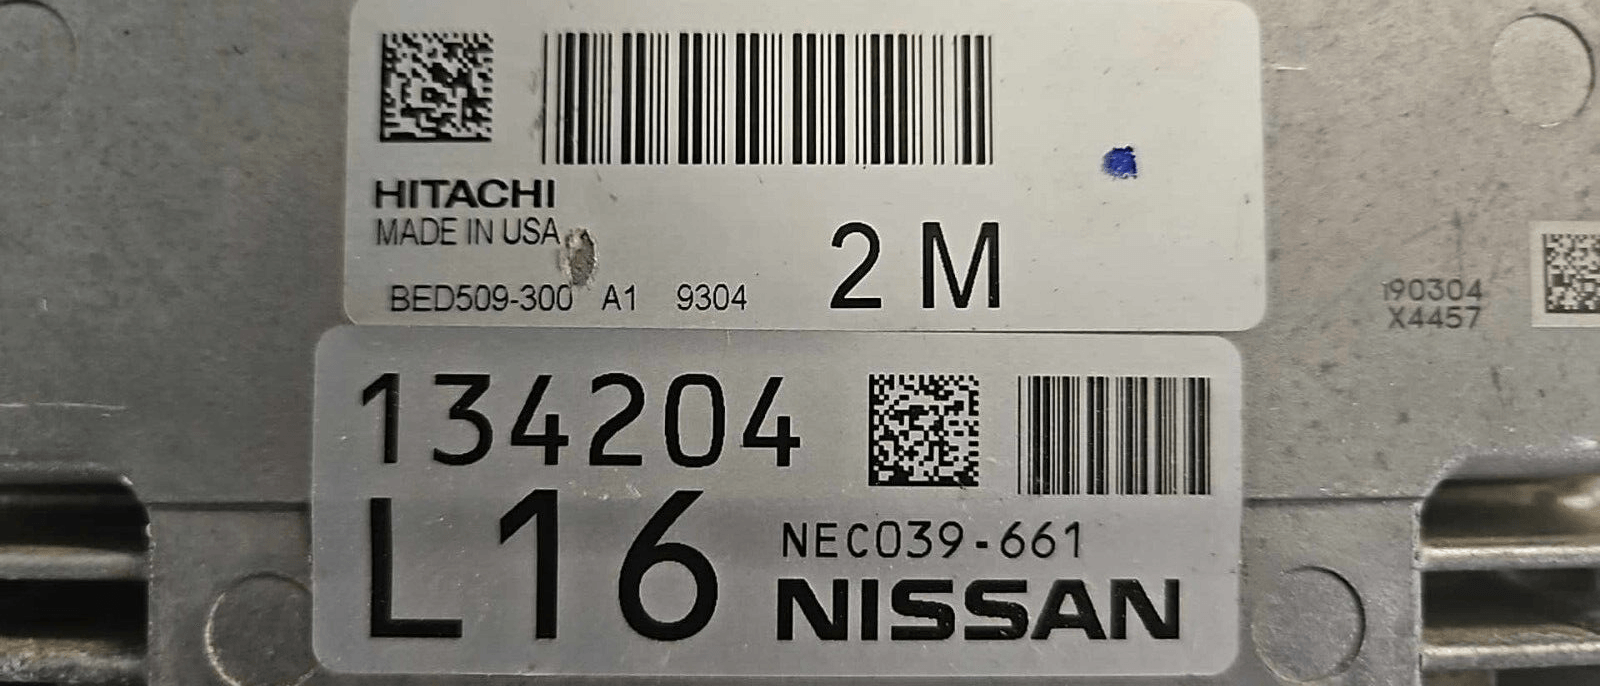 HITACHI
MADE IN USA
BED509-300 A1 9304 2 M
134204
L16
NEC039-661
NISSAN
190304
X4457